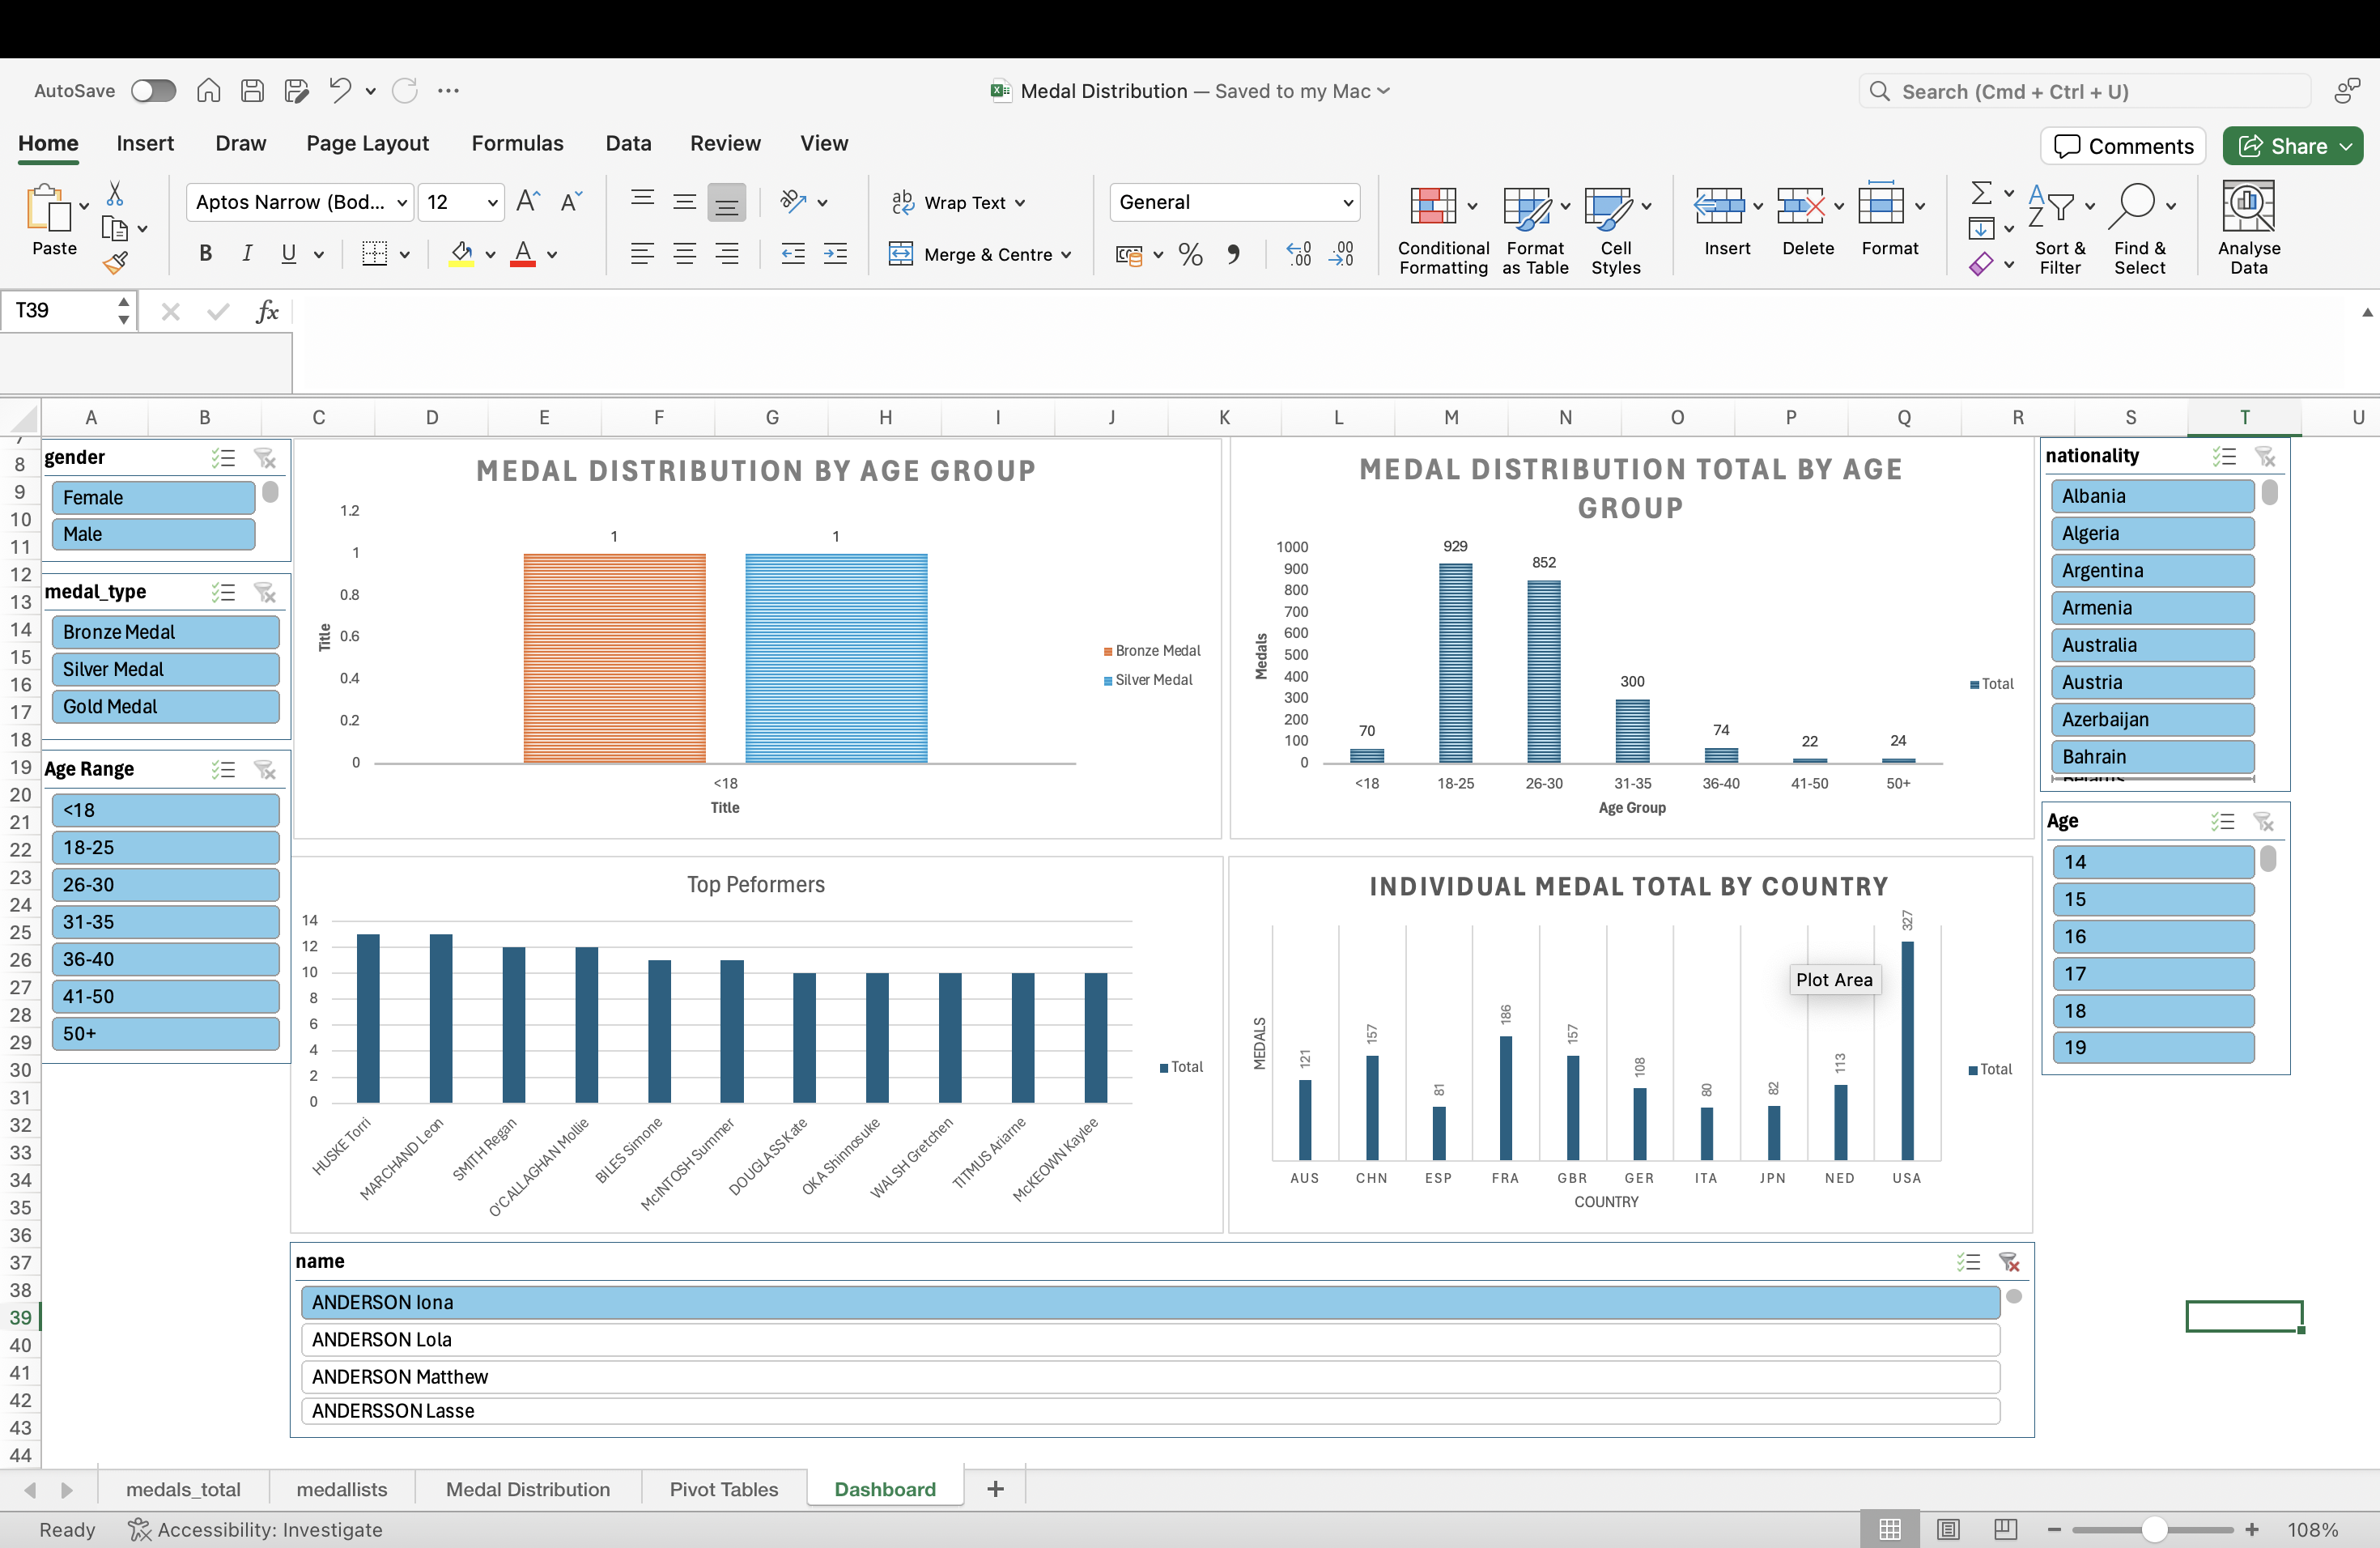 AutoSave
Medal Distribution — Saved to my Mac
Search (Cmd + Ctrl + U)
Home Insert Draw Page Layout Formulas Data Review View
Comments Share
Paste
Aptos Narrow (Bod... 12
B I U
Wrap Text
Merge & Centre
General
Conditional Formatting
Format as Table
Cell Styles
Insert
Delete
Format
Sort & Filter
Find & Select
Analyse Data
T39
fx
A B C D E F G H I J K L M N O P Q R S T U
7
8
9
10
11
12
13
14
15
16
17
18
19
20
21
22
23
24
25
26
27
28
29
30
31
32
33
34
35
36
37
38
39
40
41
42
43
44
gender
Female
Male
medal_type
Bronze Medal
Silver Medal
Gold Medal
Age Range
<18
18-25
26-30
31-35
36-40
41-50
50+
MEDAL DISTRIBUTION BY AGE GROUP
1.2
1
0.8
0.6
0.4
0.2
0
Title
1 1
<18
Title
Bronze Medal
Silver Medal
MEDAL DISTRIBUTION TOTAL BY AGE
GROUP
1000
900
800
700
600
500
400
300
200
100
0
Medals
70 929 852 300 74 22 24
<18 18-25 26-30 31-35 36-40 41-50 50+
Age Group
Total
nationality
Albania
Algeria
Argentina
Armenia
Australia
Austria
Azerbaijan
Bahrain
Belarus
Age
14
15
16
17
18
19
Top Peformers
14
12
10
8
6
4
2
0
HUSKE Torri
MARCHAND Leon
SMITH Regan
O'CALLAGHAN Mollie
BILES Simone
McINTOSH Summer
DOUGLASS Kate
OKA Shinnosuke
WALSH Gretchen
TITMUS Ariarne
McKEOWN Kaylee
Total
INDIVIDUAL MEDAL TOTAL BY COUNTRY
MEDALS
121 157 81 186 157 108 80 82 113 327
Plot Area
AUS CHN ESP FRA GBR GER ITA JPN NED USA
COUNTRY
Total
name
ANDERSON Iona
ANDERSON Lola
ANDERSON Matthew
ANDERSSON Lasse
medals_total medallists Medal Distribution Pivot Tables Dashboard +
Ready Accessibility: Investigate
108%